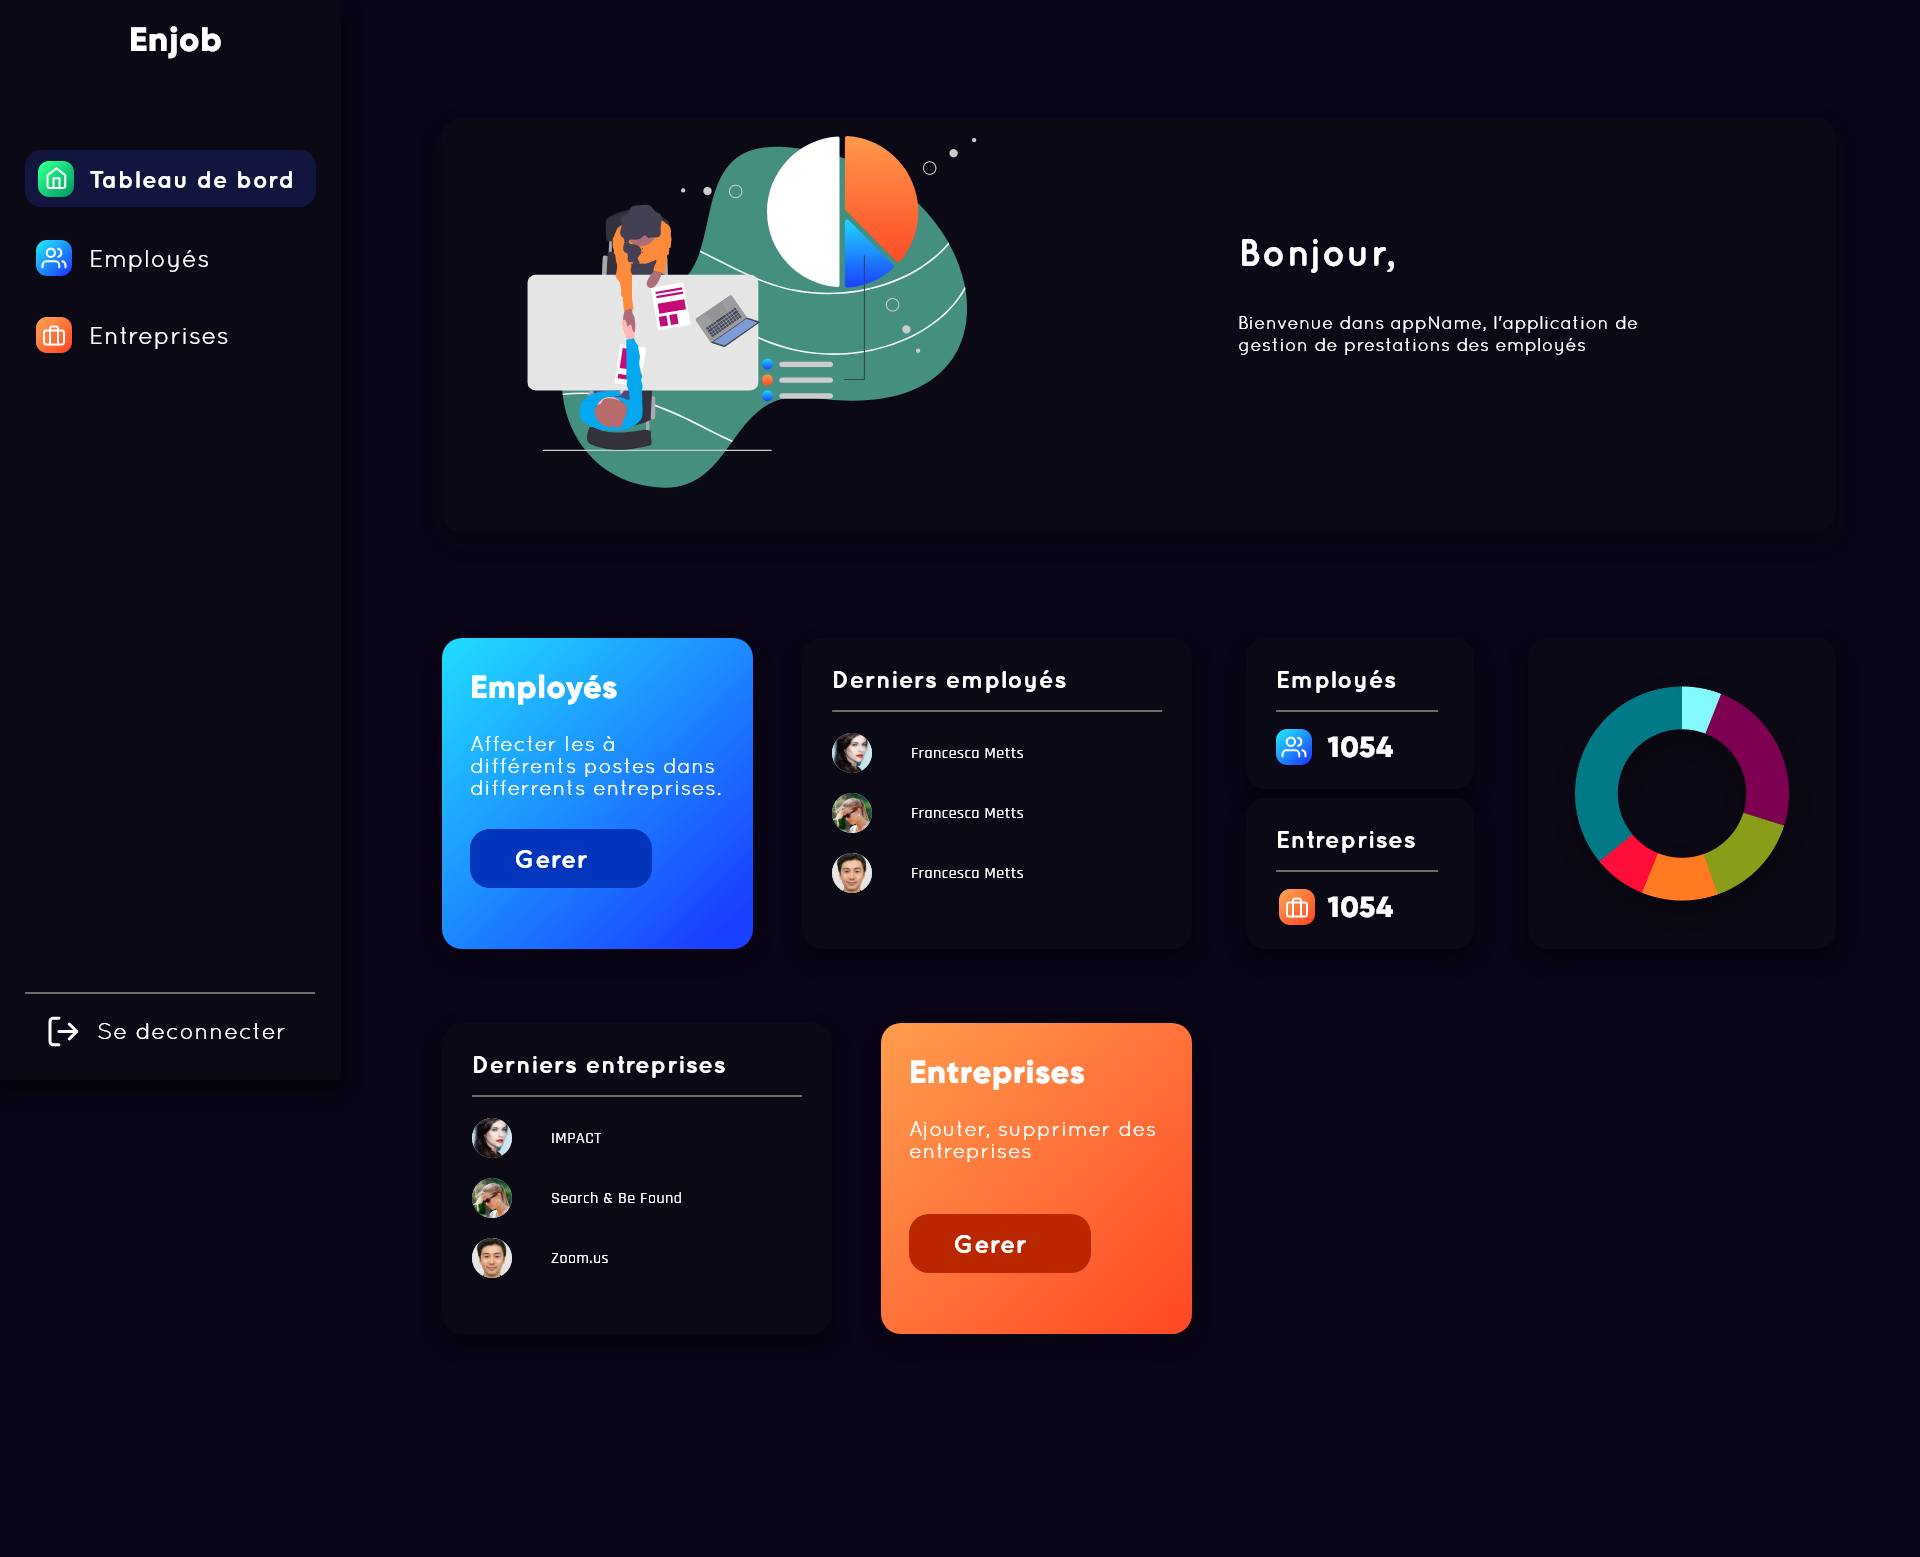 Enjob
Tableau de bord
Employés
Entreprises
Se deconnecter
Bonjour,
Bienvenue dans appName, l'application de
gestion de prestations des employés
Employés
Affecter les à
différents postes dans
differrents entreprises.
Gerer
Derniers employés
Francesca Metts
Francesca Metts
Francesca Metts
Employés
1054
Entreprises
1054
Derniers entreprises
IMPACT
Search & Be Found
Zoom.us
Entreprises
Ajouter, supprimer des
entreprises
Gerer